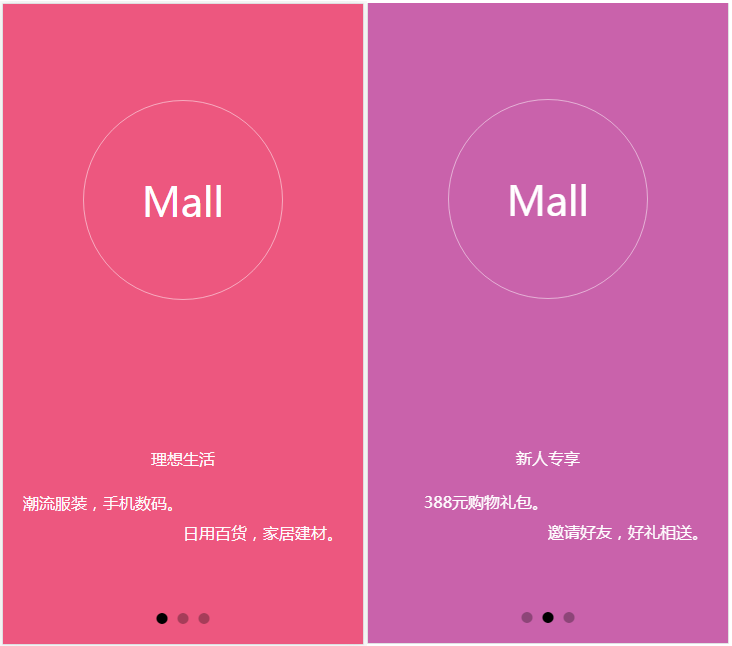 Mall
理想生活
潮流服装，手机数码。
日用百货，家居建材。
Mall
新人专享
388元购物礼包。
邀请好友，好礼相送。